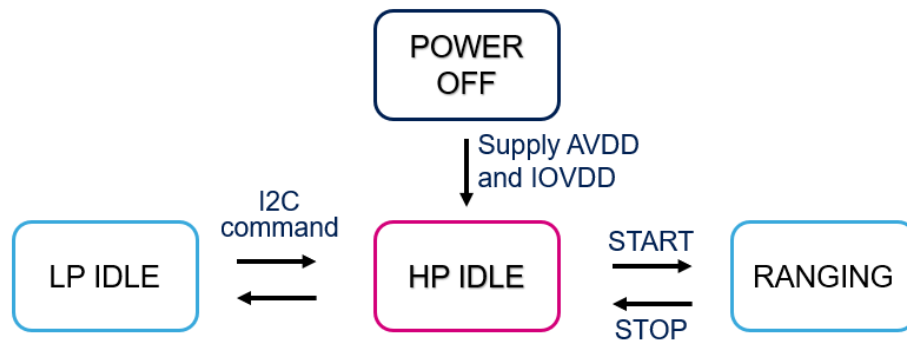 POWER
OFF
Supply AVDD
and IOVDD
I2C
command
START
LP IDLE
HP IDLE
RANGING
STOP